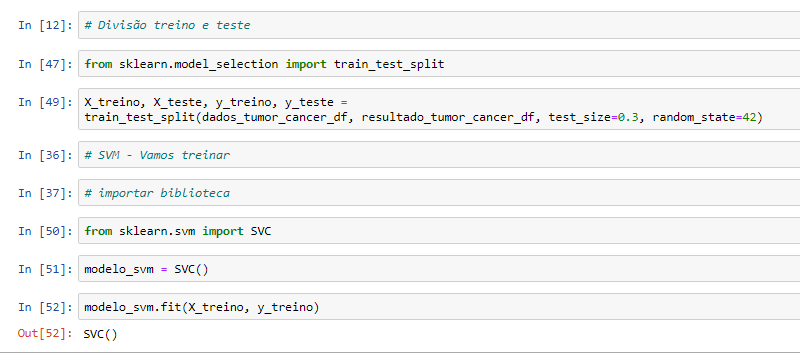 In [12]: # Divisão treino e teste
In [47]: from sklearn.model_selection import train_test_split
In [49]: X_treino, X_teste, y_treino, y_teste =
train_test_split(dados_tumor_cancer_df, resultado_tumor_cancer_df, test_size=0.3, random_state=42)
In [36]: # SVM - Vamos treinar
In [37]: # importar biblioteca
In [50]: from sklearn.svm import SVC
In [51]: modelo_svm = SVC()
In [52]: modelo_svm.fit(X_treino, y_treino)
Out[52]: SVC()